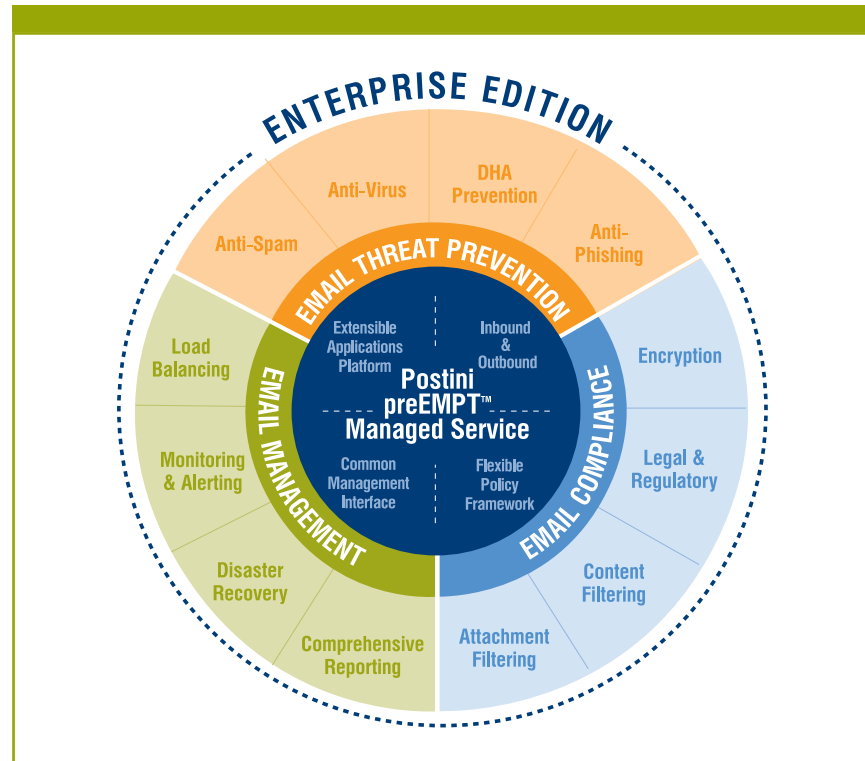 ENTERPRISE EDITION
Anti-Virus
DHA
Prevention
Anti-Spam
Anti-
Phishing
EMAIL THREAT PREVENTION
Load
Balancing
Monitoring
& Alerting
Disaster
Recovery
Comprehensive
Reporting
EMAIL MANAGEMENT
Extensible
Applications
Platform
Inbound
&
Outbound
Postini
preEMPT™
Managed Service
Common
Management
Interface
Flexible
Policy
Framework
EMAIL COMPLIANCE
Encryption
Legal &
Regulatory
Content
Filtering
Attachment
Filtering